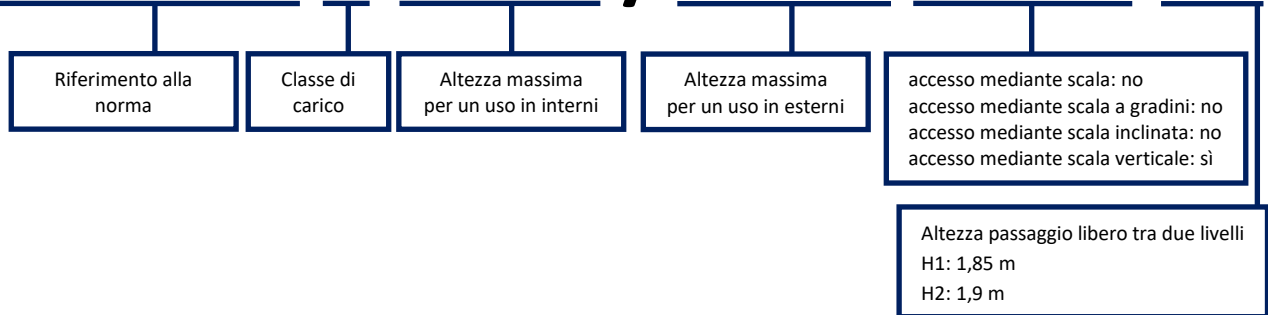 Riferimento alla
norma
Classe di
carico
Altezza massima
per un uso in interni
Altezza massima
per un uso in esterni
accesso mediante scala: no
accesso mediante scala a gradini: no
accesso mediante scala inclinata: no
accesso mediante scala verticale: sì
Altezza passaggio libero tra due livelli
H1: 1,85 m
H2: 1,9 m